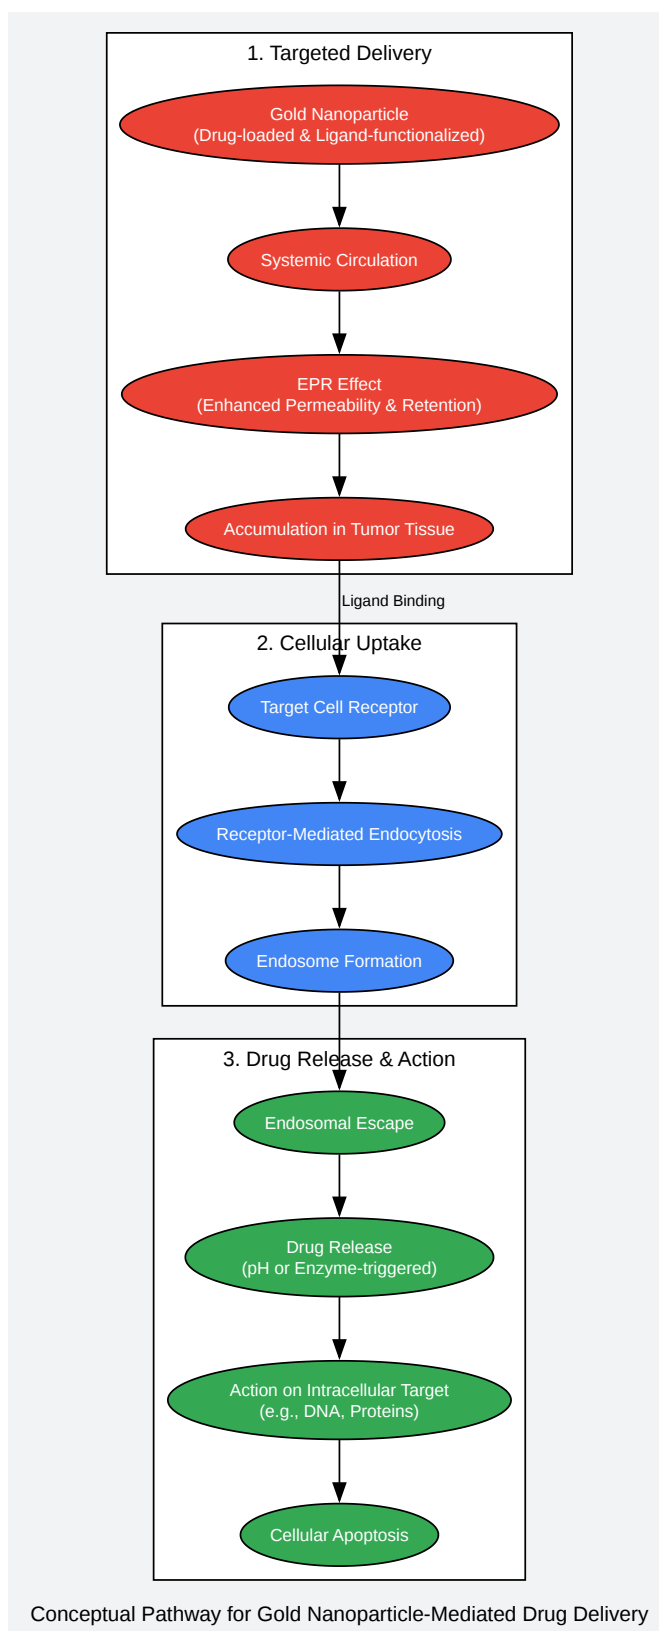 1. Targeted Delivery
Gold Nanoparticle
(Drug-loaded & Ligand-functionalized)
Systemic Circulation
EPR Effect
(Enhanced Permeability & Retention)
Accumulation in Tumor Tissue
Ligand Binding
2. Cellular Uptake
Target Cell Receptor
Receptor-Mediated Endocytosis
Endosome Formation
3. Drug Release & Action
Endosomal Escape
Drug Release
(pH or Enzyme-triggered)
Action on Intracellular Target
(e.g., DNA, Proteins)
Cellular Apoptosis
Conceptual Pathway for Gold Nanoparticle-Mediated Drug Delivery